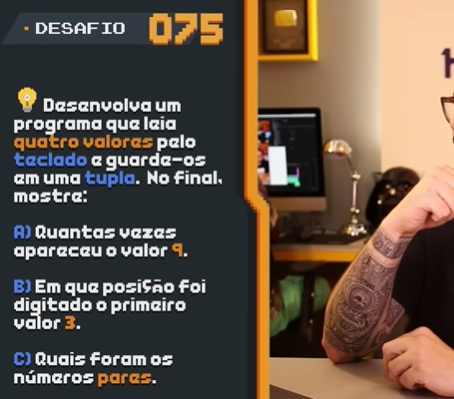 DESAFIO 075
Desenvolva um
programa que leia
quatro valores pelo
teclado e guarde-os
em uma tupla. No final,
mostre:
A) Quantas vezes
apareceu o valor 9.
B) Em que posição foi
digitado o primeiro
valor 3.
C) Quais foram os
números pares.